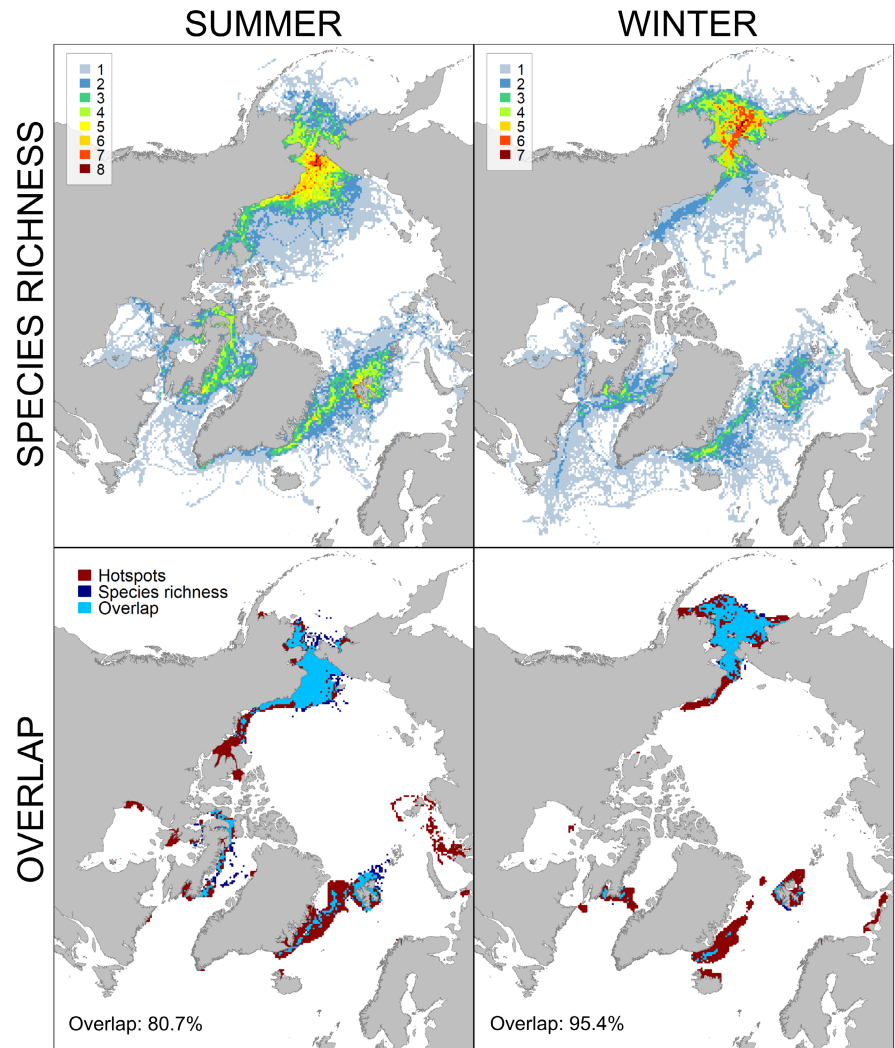 SUMMER
WINTER
SPECIES RICHNESS
1
2
3
4
5
6
7
8
1
2
3
4
5
6
7
OVERLAP
Hotspots
Species richness
Overlap
Overlap: 80.7%
Overlap: 95.4%